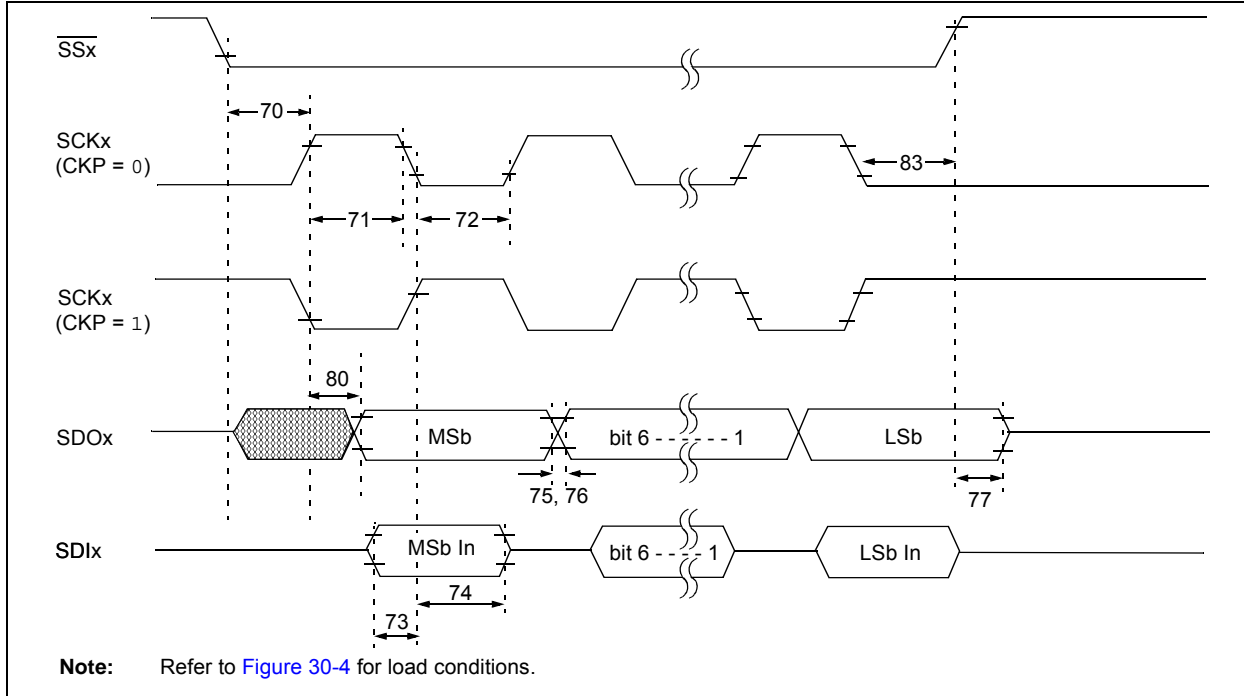 SSx
70
SCKx
(CKP = 0)
83
71
72
SCKx
(CKP = 1)
80
SDOx
MSb
bit 6 - - - - - - 1
LSb
75, 76
77
SDIx
MSb In
bit 6 - - - - 1
LSb In
74
73
Note: Refer to Figure 30-4 for load conditions.